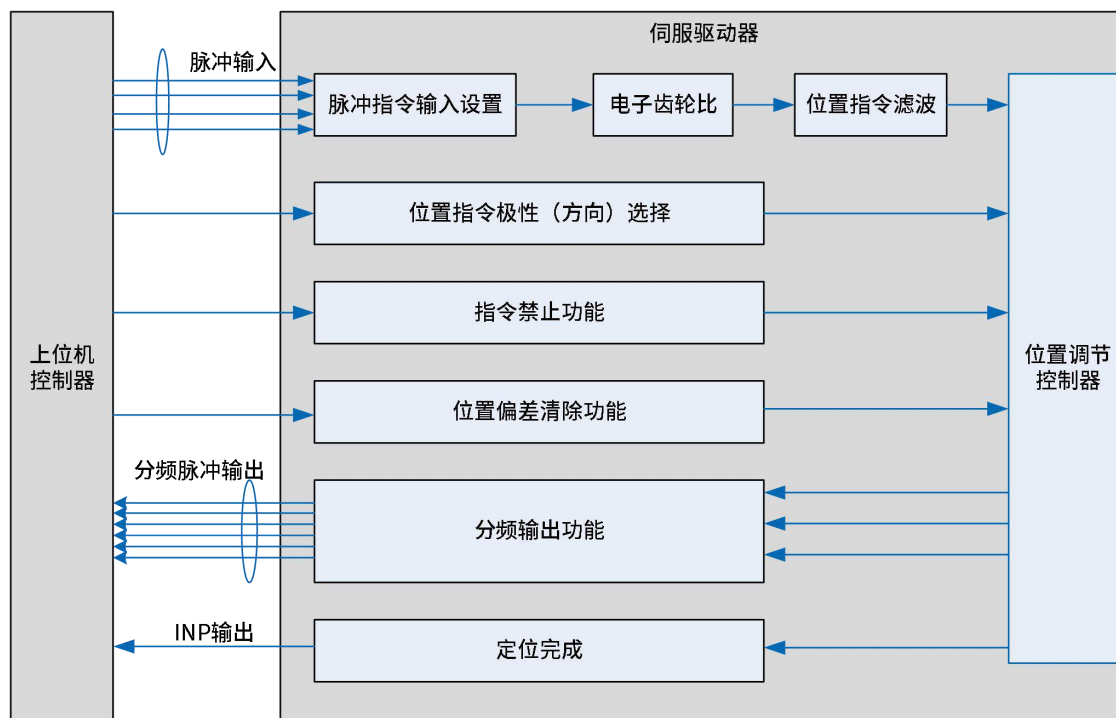 伺服驱动器
脉冲输入
脉冲指令输入设置
电子齿轮比
位置指令滤波
位置指令极性（方向）选择
指令禁止功能
上位机
控制器
位置调节
控制器
位置偏差清除功能
分频脉冲输出
分频输出功能
INP输出
定位完成